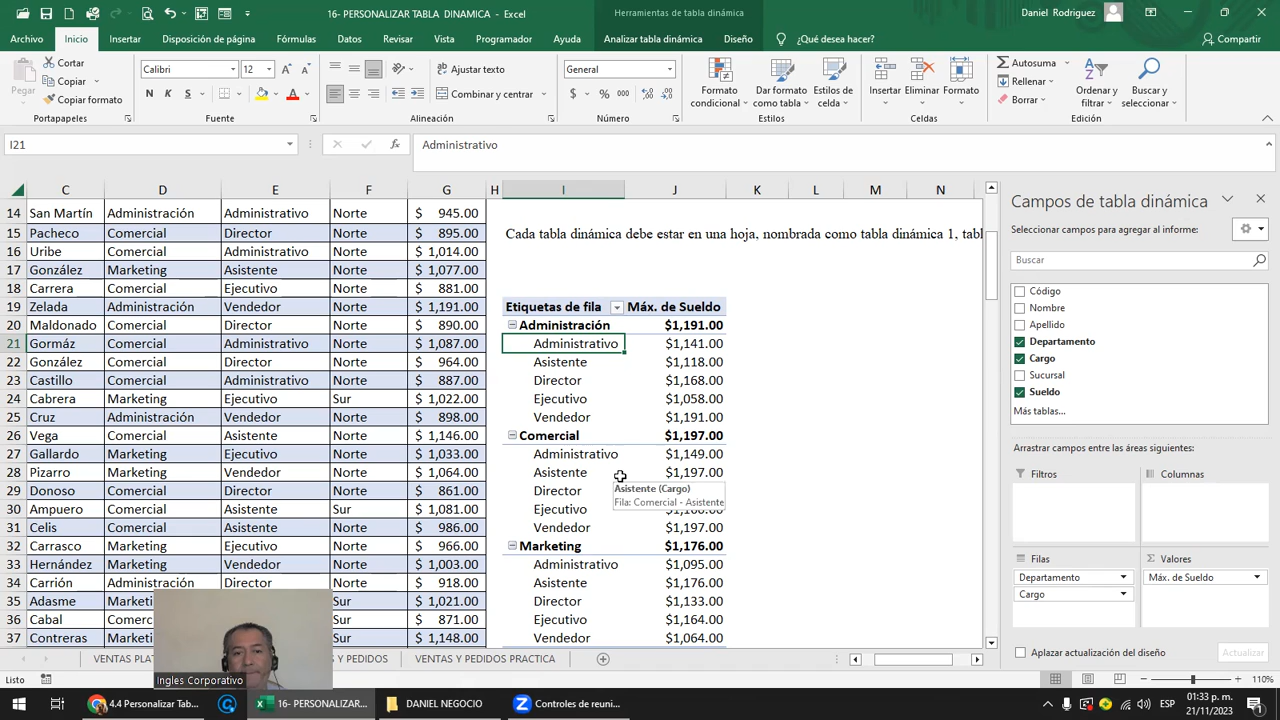 16- PERSONALIZAR TABLA DINAMICA - Excel
Herramientas de tabla dinámica
Daniel Rodriguez
Archivo Inicio Insertar Disposición de página Fórmulas Datos Revisar Vista Programador Ayuda Analizar tabla dinámica Diseño ¿Qué desea hacer? Compartir
Pegar
Cortar
Copiar
Copiar formato
Portapapeles
Calibri 12
N K S
Fuente
Ajustar texto
Combinar y centrar
Alineación
General
$ % 000
Número
Formato condicional
Dar formato como tabla
Estilos de celda
Estilos
Insertar Eliminar Formato
Celdas
Autosuma
Rellenar
Borrar
Ordenar y filtrar
Buscar y seleccionar
Edición
I21 fx Administrativo
C D E F G H I J K L M N
14 San Martín Administración Administrativo Norte $ 945.00
15 Pacheco Comercial Director Norte $ 895.00 Cada tabla dinámica debe estar en una hoja, nombrada como tabla dinámica 1, tabl
16 Uribe Comercial Administrativo Norte $ 1,014.00
17 González Marketing Asistente Norte $ 1,077.00
18 Carrera Comercial Ejecutivo Norte $ 881.00
19 Zelada Administración Vendedor Norte $ 1,191.00 Etiquetas de fila Máx. de Sueldo
20 Maldonado Comercial Director Norte $ 890.00 Administración $1,191.00
21 Gormáz Comercial Administrativo Norte $ 1,087.00 Administrativo $1,141.00
22 González Comercial Director Norte $ 964.00 Asistente $1,118.00
23 Castillo Comercial Administrativo Norte $ 887.00 Director $1,168.00
24 Cabrera Marketing Ejecutivo Sur $ 1,022.00 Ejecutivo $1,058.00
25 Cruz Administración Vendedor Norte $ 898.00 Vendedor $1,191.00
26 Vega Comercial Asistente Norte $ 1,146.00 Comercial $1,197.00
27 Gallardo Marketing Ejecutivo Norte $ 1,033.00 Administrativo $1,149.00
28 Pizarro Marketing Vendedor Norte $ 1,064.00 Asistente $1,197.00
29 Donoso Marketing Director Norte $ 861.00 Director
30 Ampuero Comercial Asistente Sur $ 1,081.00 Ejecutivo
31 Celis Comercial Asistente Norte $ 986.00 Vendedor $1,197.00
32 Carrasco Marketing Ejecutivo Norte $ 966.00 Marketing $1,176.00
33 Hernández Marketing Vendedor Norte $ 1,003.00 Administrativo $1,095.00
34 Carrión Administración Director Norte $ 918.00 Asistente $1,176.00
35 Adasme Marketi Sur $ 1,021.00 Director $1,133.00
36 Cabal Comerc Sur $ 871.00 Ejecutivo $1,164.00
37 Contreras Marketi Sur $ 1,148.00 Vendedor $1,064.00
Asistente (Cargo)
Fila: Comercial - Asistente
Campos de tabla dinámica
Seleccionar campos para agregar al informe:
Buscar
Código
Nombre
Apellido
Departamento
Cargo
Sucursal
Sueldo
Más tablas...
Arrastrar campos entre las áreas siguientes:
Filtros Columnas
Filas Σ Valores
Departamento Máx. de Sueldo
Cargo
Aplazar actualización del diseño Actualizar
VENTAS PLAT S Y PEDIDOS VENTAS Y PEDIDOS PRACTICA
Ingles Corporativo
Listo 110%
4.4 Personalizar Tab... 16- PERSONALIZAR... DANIEL NEGOCIO Controles de reuni... ESP 01:33 p. m.
21/11/2023